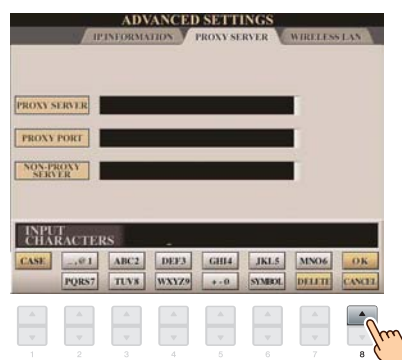 ADVANCED SETTINGS
IP INFORMATION PROXY SERVER WIRELESS LAN
PROXY SERVER
PROXY PORT
NON-PROXY
SERVER
INPUT
CHARACTERS _
CASE _.@1 ABC2 DEF3 GHI4 JKL5 MNO6 OK
PQRS7 TUV8 WXYZ9 +-0 SYMBOL DELETE CANCEL
1 2 3 4 5 6 7 8